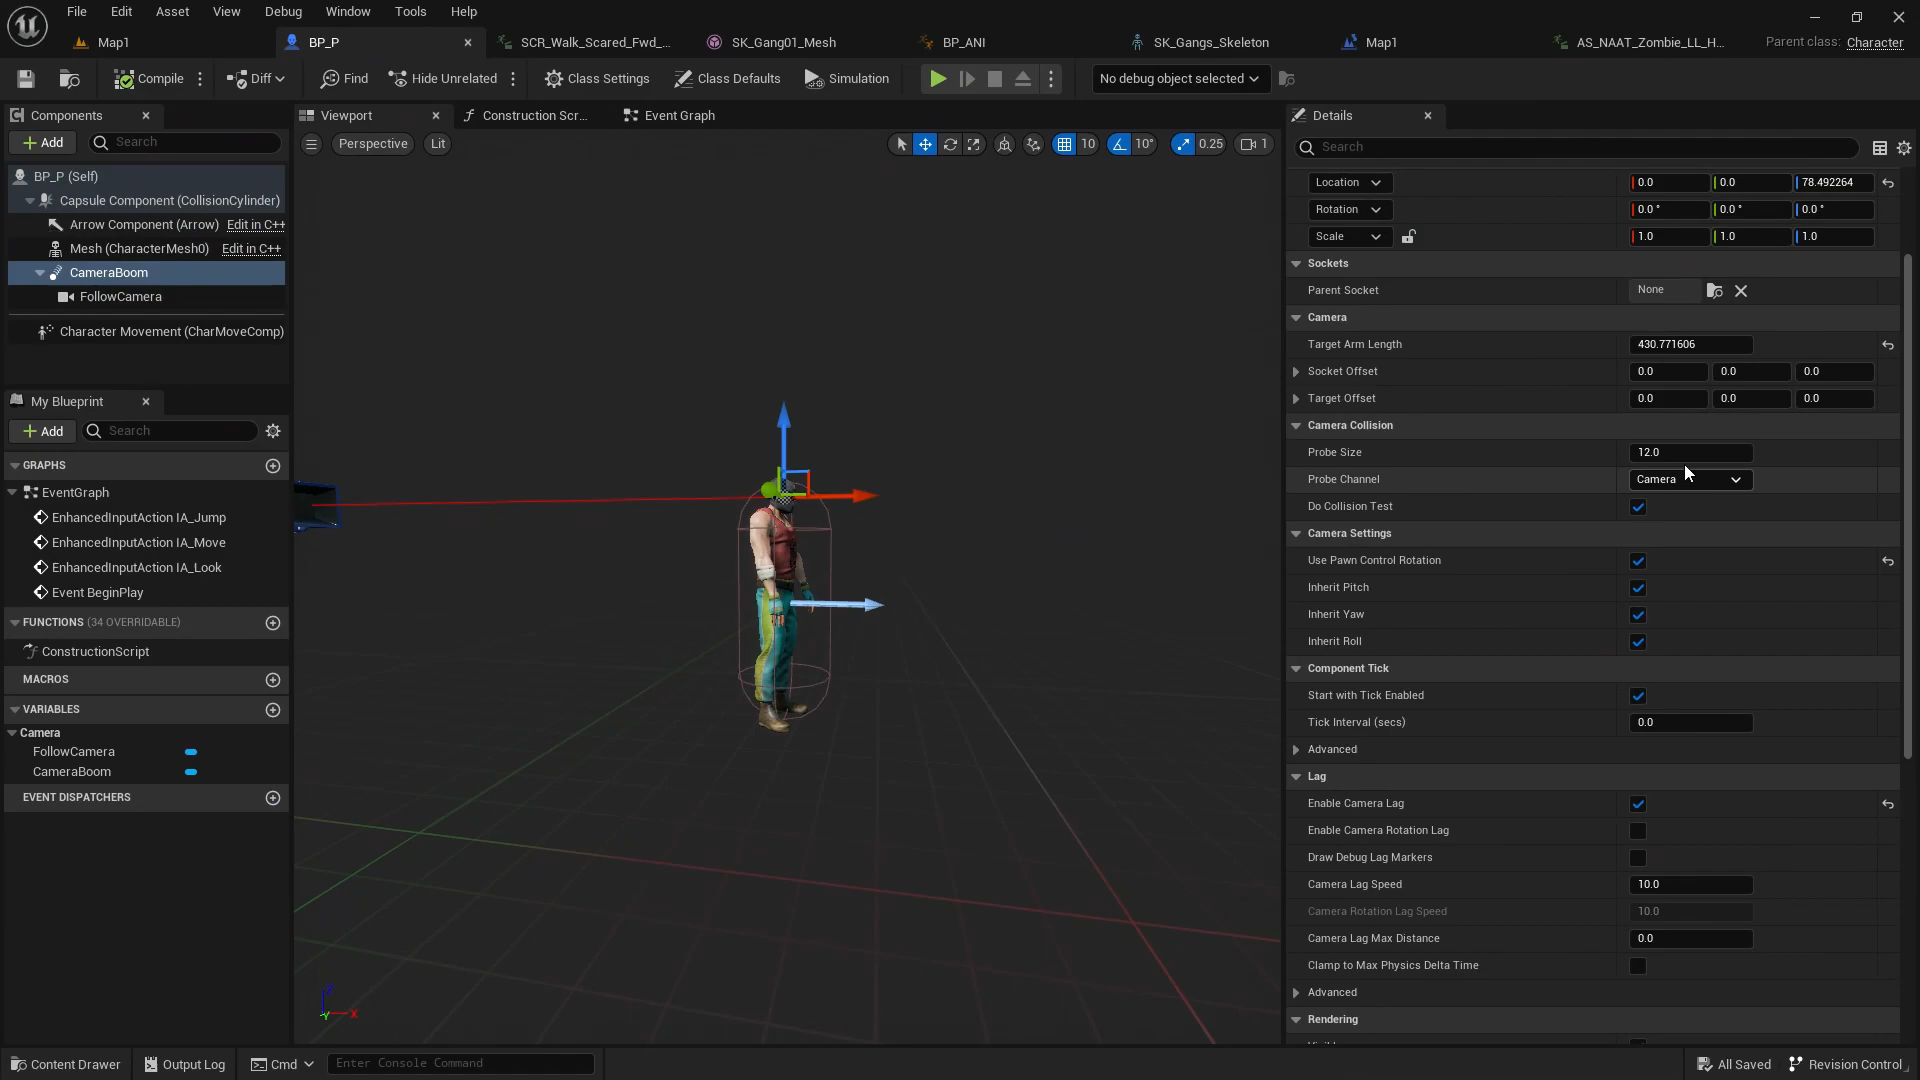 File Edit Asset View Debug Window Tools Help
Map1 BP_P SCR_Walk_Scared_Fwd_... SK_Gang01_Mesh BP_ANI SK_Gangs_Skeleton Map1 AS_NAAT_Zombie_LL_H... Parent class: Character
Compile Diff Find Hide Unrelated Class Settings Class Defaults Simulation No debug object selected
Components Viewport Construction Scr... Event Graph Details
Add Search Perspective Lit 10 10° 0.25 1 Search
BP_P (Self)
Capsule Component (CollisionCylinder)
Arrow Component (Arrow) Edit in C++
Mesh (CharacterMesh0) Edit in C++
CameraBoom
FollowCamera
Character Movement (CharMoveComp)
My Blueprint
Add Search
GRAPHS
EventGraph
EnhancedInputAction IA_Jump
EnhancedInputAction IA_Move
EnhancedInputAction IA_Look
Event BeginPlay
FUNCTIONS (34 OVERRIDABLE)
ConstructionScript
MACROS
VARIABLES
Camera
FollowCamera
CameraBoom
EVENT DISPATCHERS
Z
Y X
Location 0.0 0.0 78.492264
Rotation 0.0 ° 0.0 ° 0.0 °
Scale 1.0 1.0 1.0
Sockets
Parent Socket None
Camera
Target Arm Length 430.771606
Socket Offset 0.0 0.0 0.0
Target Offset 0.0 0.0 0.0
Camera Collision
Probe Size 12.0
Probe Channel Camera
Do Collision Test
Camera Settings
Use Pawn Control Rotation
Inherit Pitch
Inherit Yaw
Inherit Roll
Component Tick
Start with Tick Enabled
Tick Interval (secs) 0.0
Advanced
Lag
Enable Camera Lag
Enable Camera Rotation Lag
Draw Debug Lag Markers
Camera Lag Speed 10.0
Camera Rotation Lag Speed 10.0
Camera Lag Max Distance 0.0
Clamp to Max Physics Delta Time
Advanced
Rendering
Content Drawer Output Log Cmd Enter Console Command All Saved Revision Control